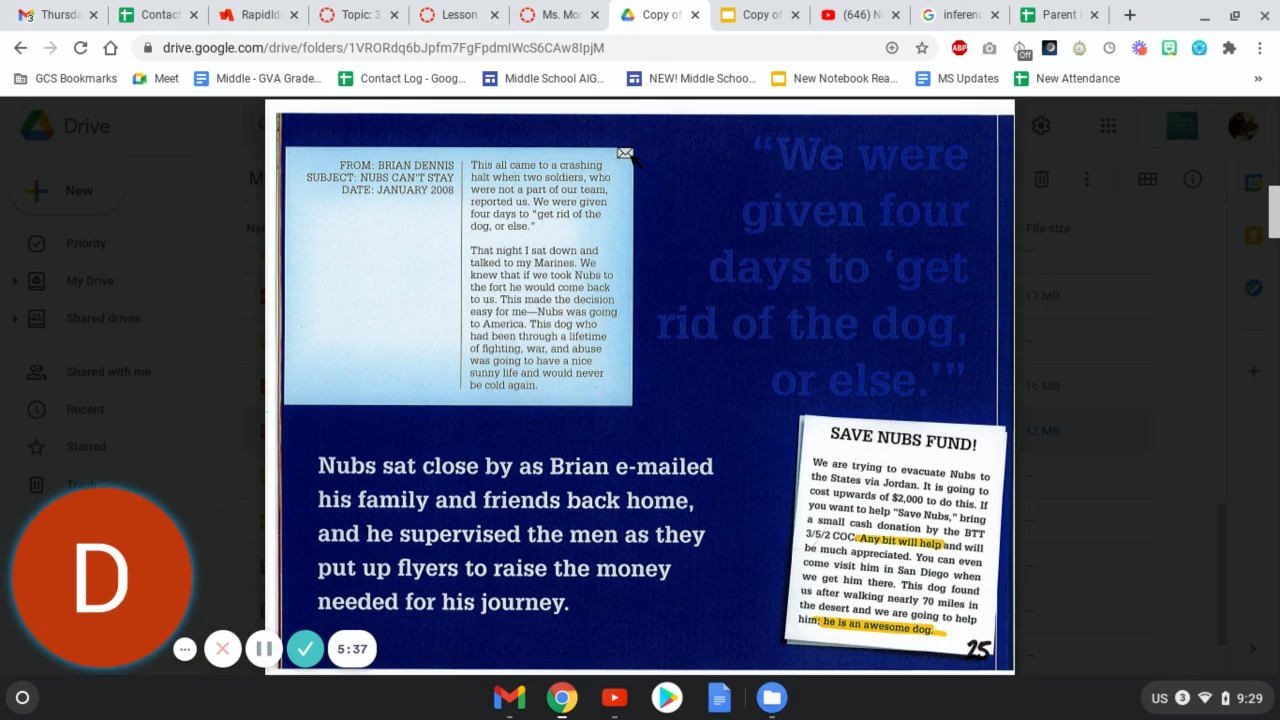 Thursda
Contact
RapidId
Topic: 3
Lesson
Ms. Mor
Copy of
Copy of
(646) N
inferenc
Parent
drive.google.com/drive/folders/1VRORdq6bJpIm7FgFpdmIWcS6CAw8IpjM
ABP
Off
GCS Bookmarks
Meet
Middle - GVA Grade...
Contact Log - Goog...
Middle School AIG...
NEW! Middle Schoo...
New Notebook Rea...
MS Updates
New Attendance
»
Drive
New
Priority
My Drive
Shared drives
Shared with me
Recent
Starred
File size
17 MB
16 MB
12 MB
FROM: BRIAN DENNIS
SUBJECT: NUBS CAN'T STAY
DATE: JANUARY 2008
This all came to a crashing
halt when two soldiers, who
were not a part of our team,
reported us. We were given
four days to "get rid of the
dog, or else."
That night I sat down and
talked to my Marines. We
knew that if we took Nubs to
the fort he would come back
to us. This made the decision
easy for me—Nubs was going
to America. This dog who
had been through a lifetime
of fighting, war, and abuse
was going to have a nice
sunny life and would never
be cold again.
"We were
given four
days to 'get
rid of the dog,
or else.'"
Nubs sat close by as Brian e-mailed
his family and friends back home,
and he supervised the men as they
put up flyers to raise the money
needed for his journey.
SAVE NUBS FUND!
We are trying to evacuate Nubs to
the States via Jordan. It is going to
cost upwards of $2,000 to do this. If
you want to help "Save Nubs," bring
a small cash donation by the BTT
3/5/2 COC. Any bit will help and will
be much appreciated. You can even
come visit him in San Diego when
we get him there. This dog found
us after walking nearly 70 miles in
the desert and we are going to help
him; he is an awesome dog.
25
D
5:37
US
3
9:29